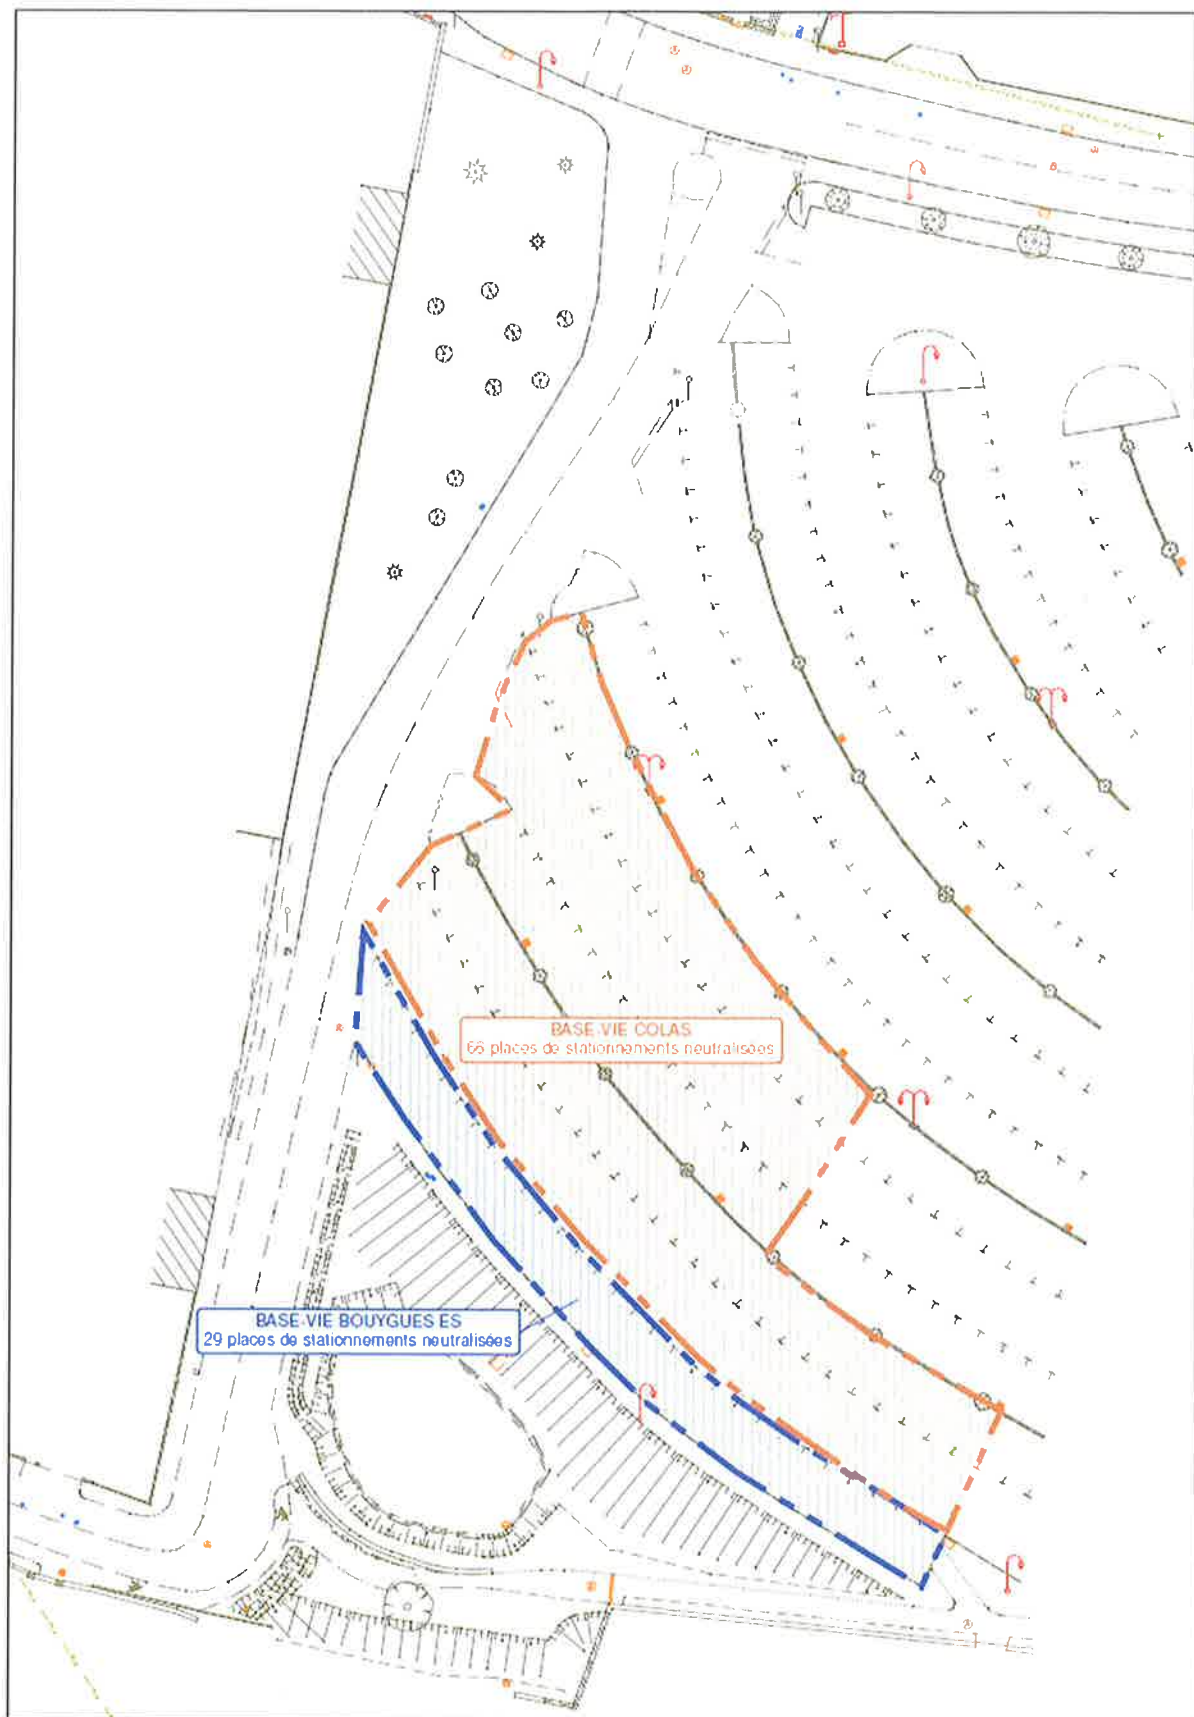 BASE-VIE COLAS
66 places de stationnements neutralisées
BASE-VIE BOUYGUES ES
29 places de stationnements neutralisées